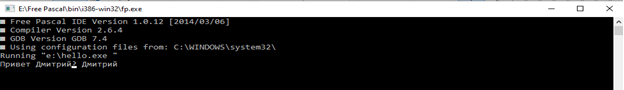 E:\Free Pascal\bin\i386-win32\fp.exe
Free Pascal IDE Version 1.0.12 [2014/03/06]
Compiler Version 2.6.4
GDB Version GDB 7.4
Using configuration files from: C:\WINDOWS\system32\
Running "e:\hello.exe "
Привет Дмитрий? Дмитрий